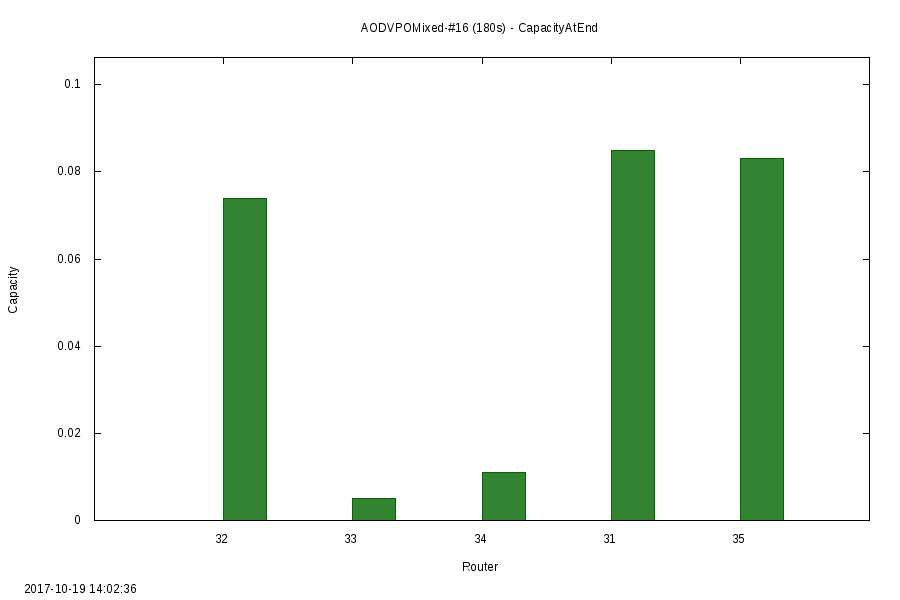 AODVPOMixed-#16 (180s) - CapacityAtEnd
0.1
0.08
0.06
0.04
0.02
0
Capacity
32 33 34 31 35
Router
2017-10-19 14:02:36